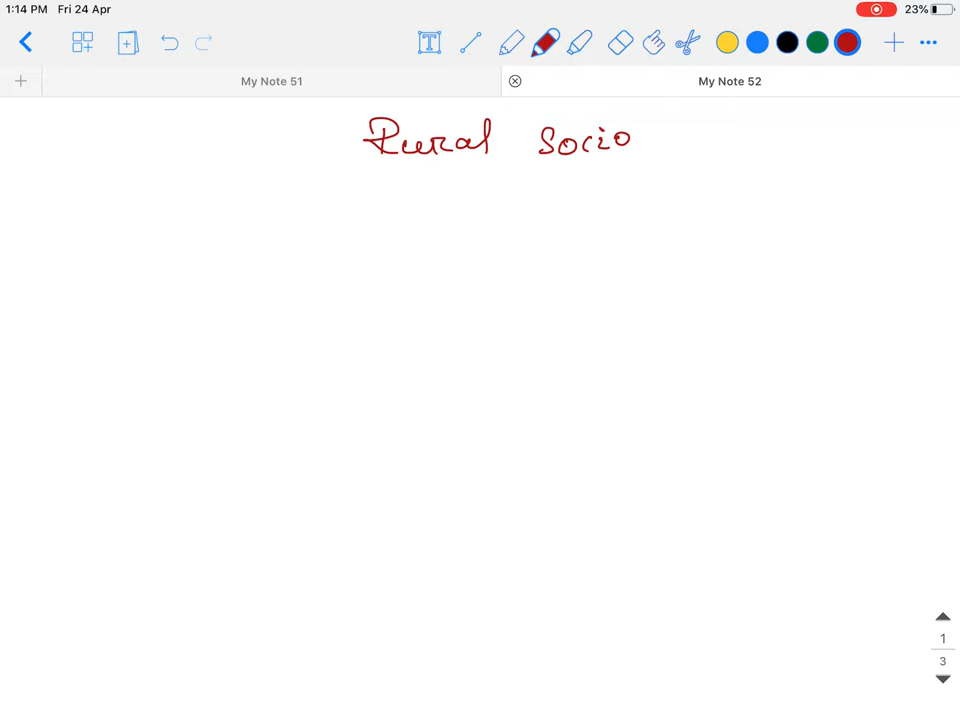 1:14 PM Fri 24 Apr 23%
T
My Note 51 My Note 52
Rural Socio
1
3